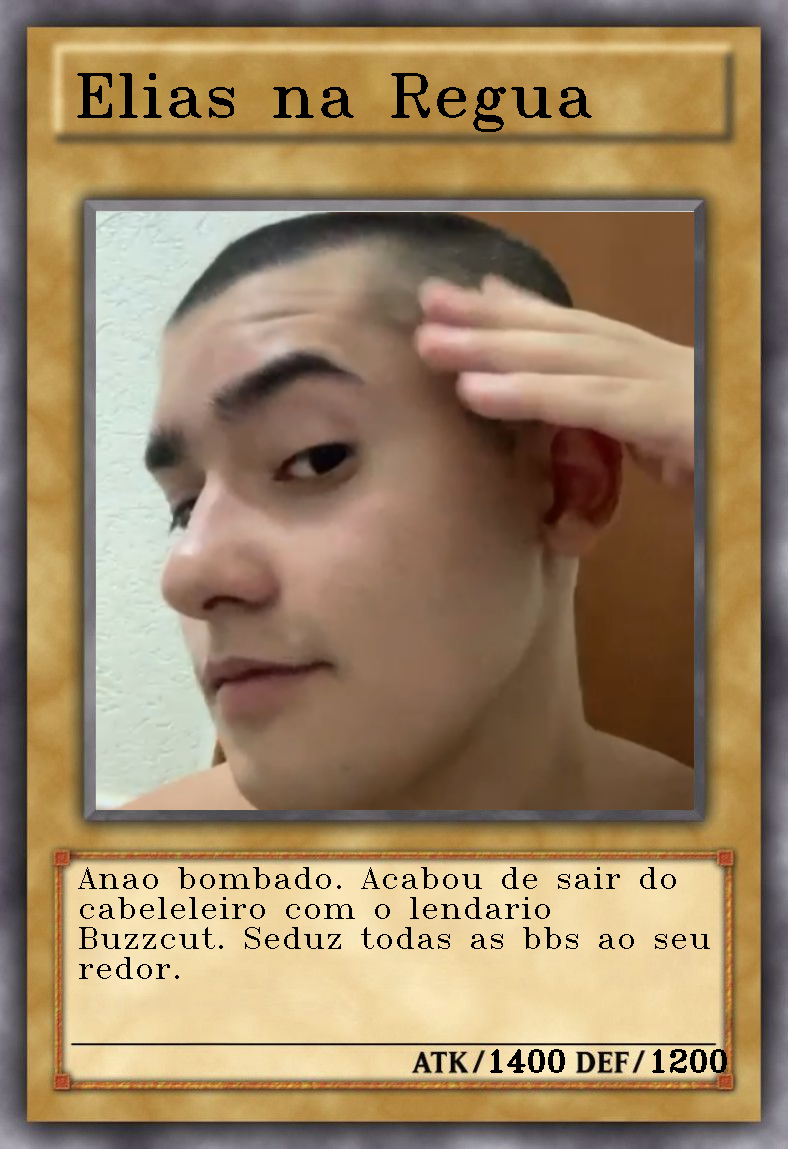 Elias na Regua
Anao bombado. Acabou de sair do
cabeleleiro com o lendario
Buzzcut. Seduz todas as bbs ao seu
redor.
ATK/1400 DEF/1200